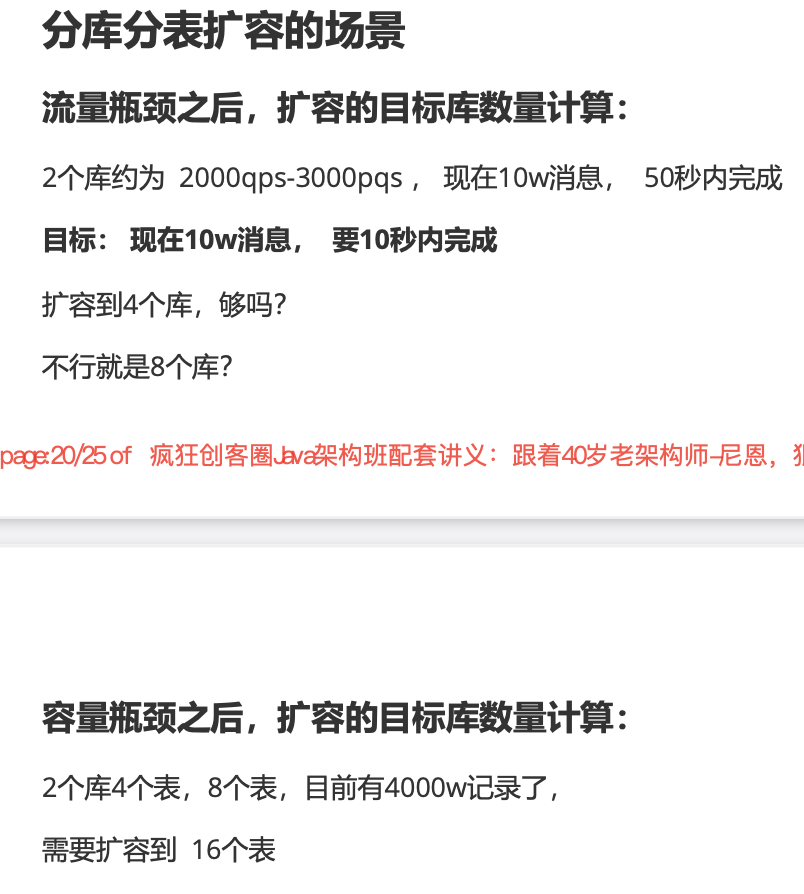 分库分表扩容的场景
流量瓶颈之后，扩容的目标库数量计算：
2个库约为 2000qps-3000pqs ， 现在10w消息， 50秒内完成
目标： 现在10w消息， 要10秒内完成
扩容到4个库，够吗？
不行就是8个库？
page:20/25 of 疯狂创客圈Java架构班配套讲义：跟着40岁老架构师-尼恩，
容量瓶颈之后，扩容的目标库数量计算：
2个库4个表，8个表，目前有4000w记录了，
需要扩容到 16个表